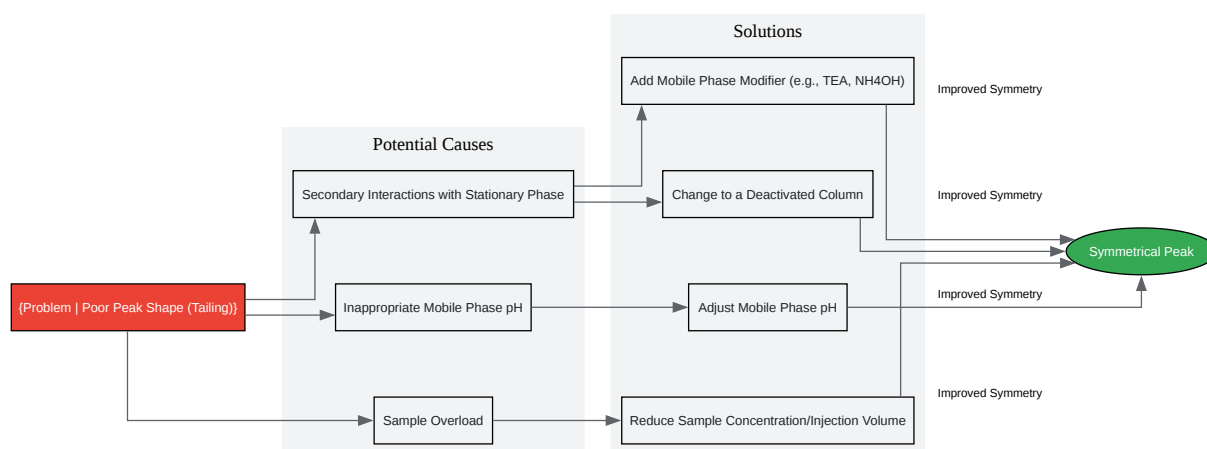 Solutions
Add Mobile Phase Modifier (e.g., TEA, NH4OH)
Improved Symmetry
Potential Causes
Secondary Interactions with Stationary Phase
Change to a Deactivated Column
Improved Symmetry
Symmetrical Peak
{Problem | Poor Peak Shape (Tailing)}
Inappropriate Mobile Phase pH
Adjust Mobile Phase pH
Improved Symmetry
Sample Overload
Reduce Sample Concentration/Injection Volume
Improved Symmetry